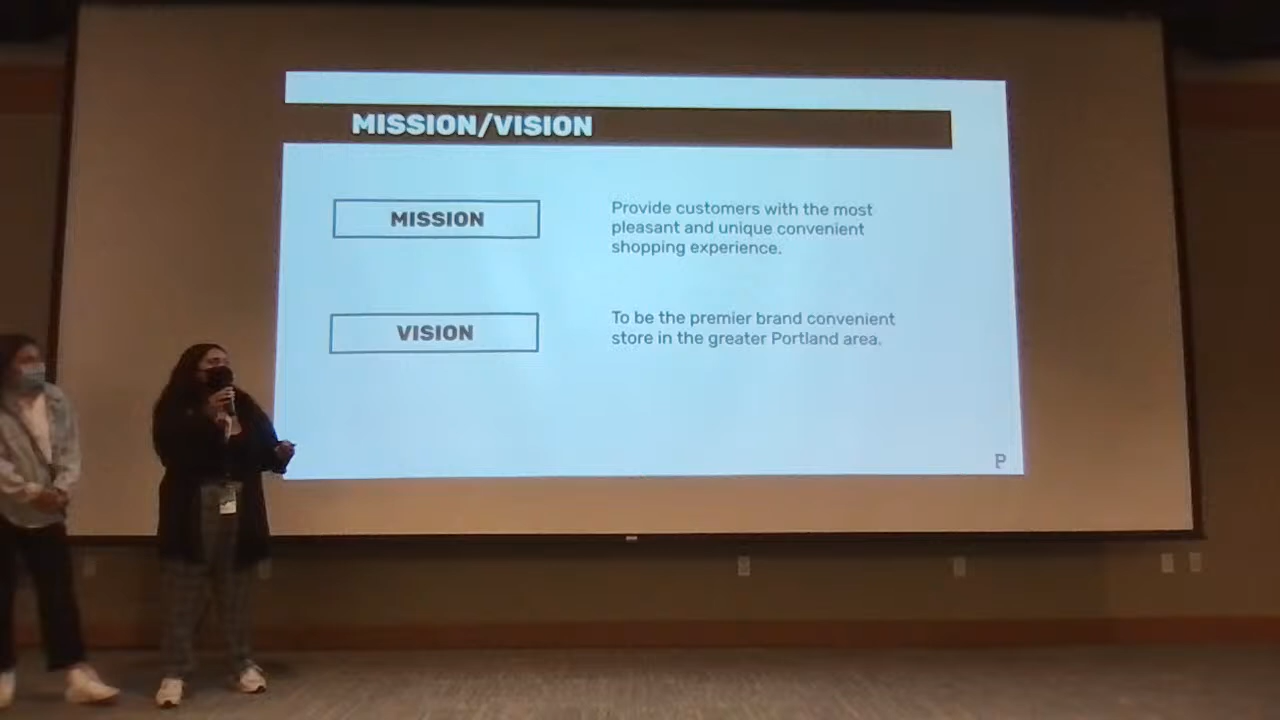 MISSION/VISION
MISSION
Provide customers with the most
pleasant and unique convenient
shopping experience.
VISION
To be the premier brand convenient
store in the greater Portland area.
P